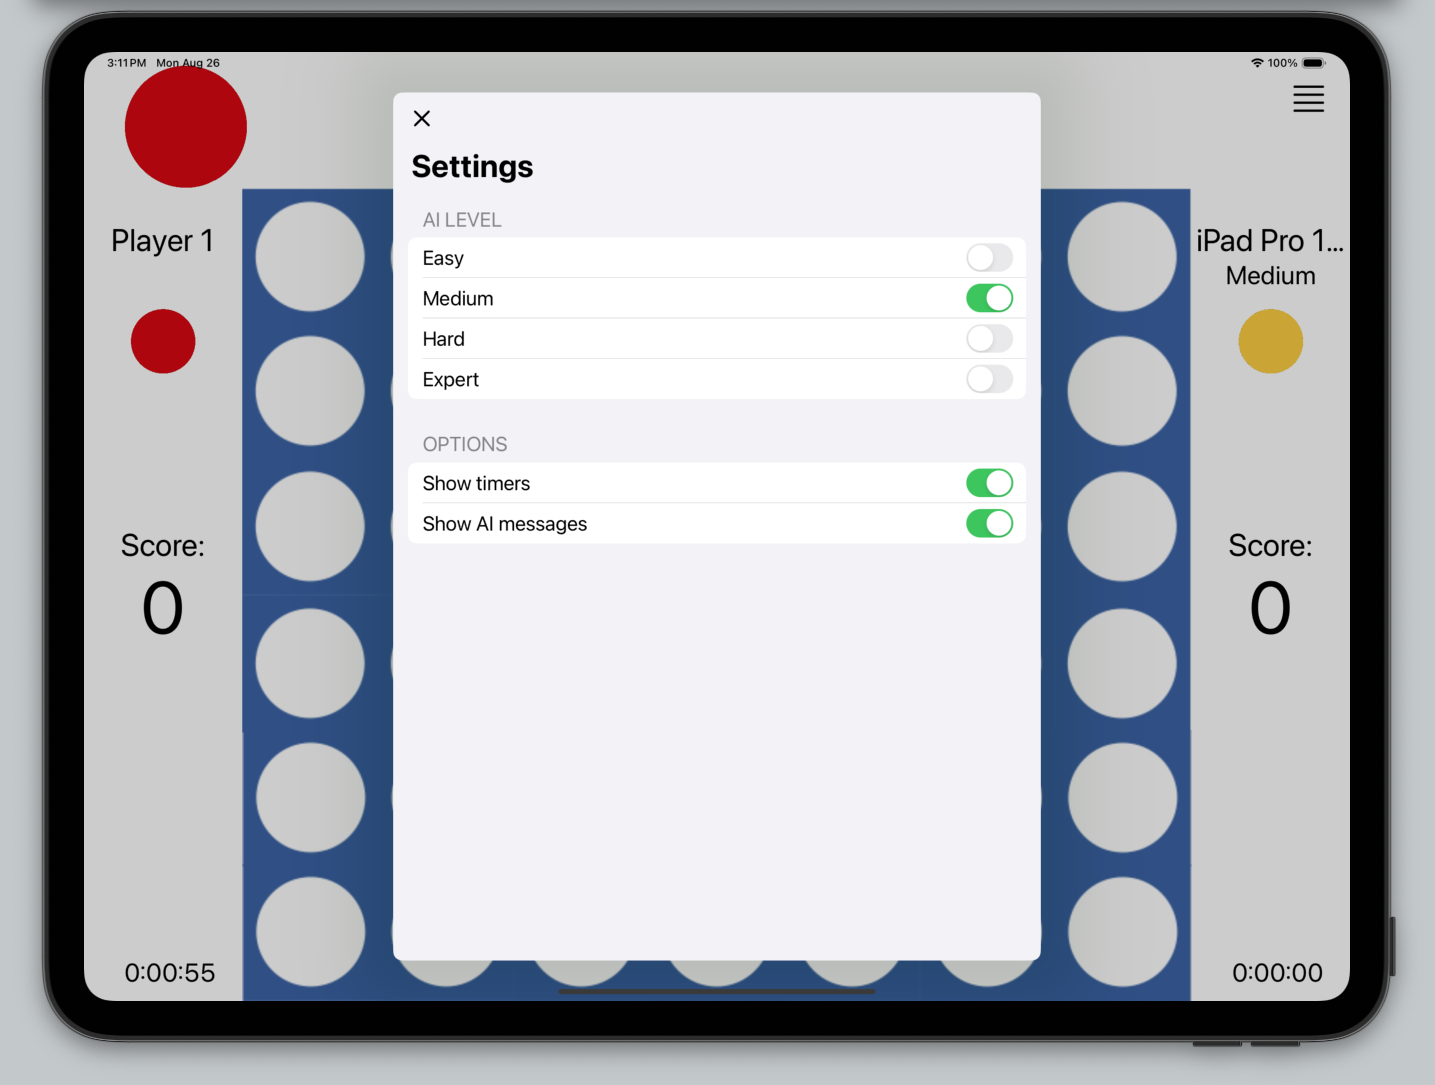 3:11 PM Mon Aug 26
100%
Settings
AI LEVEL
Easy
Medium
Hard
Expert
OPTIONS
Show timers
Show AI messages
Player 1
Score:
0
0:00:55
iPad Pro 1...
Medium
Score:
0
0:00:00